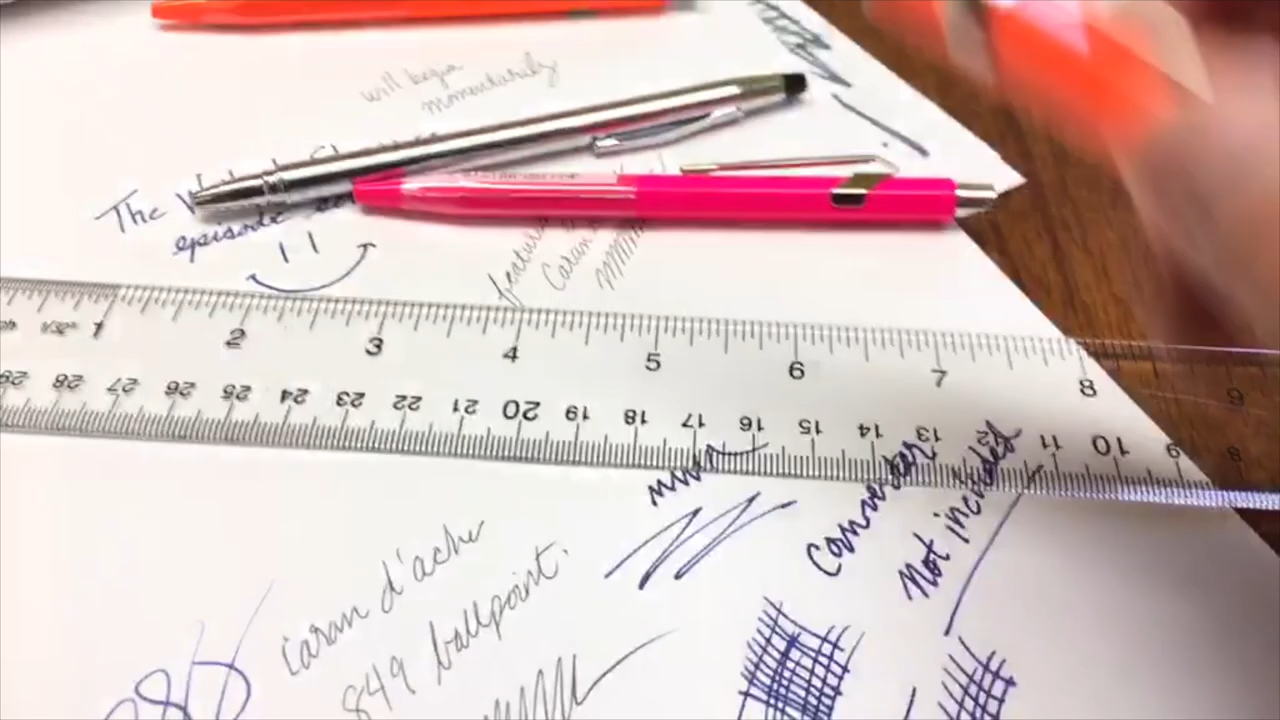 will begin
momentarily
The
episode
Caran
1 2 3 4 5 6 7 8 9
29 28 27 26 25 24 23 22 21 20 19 18 17 16 15 14 13 12 11 10 9 8
Converter
Not included
caran d'ache
849 ballpoint.